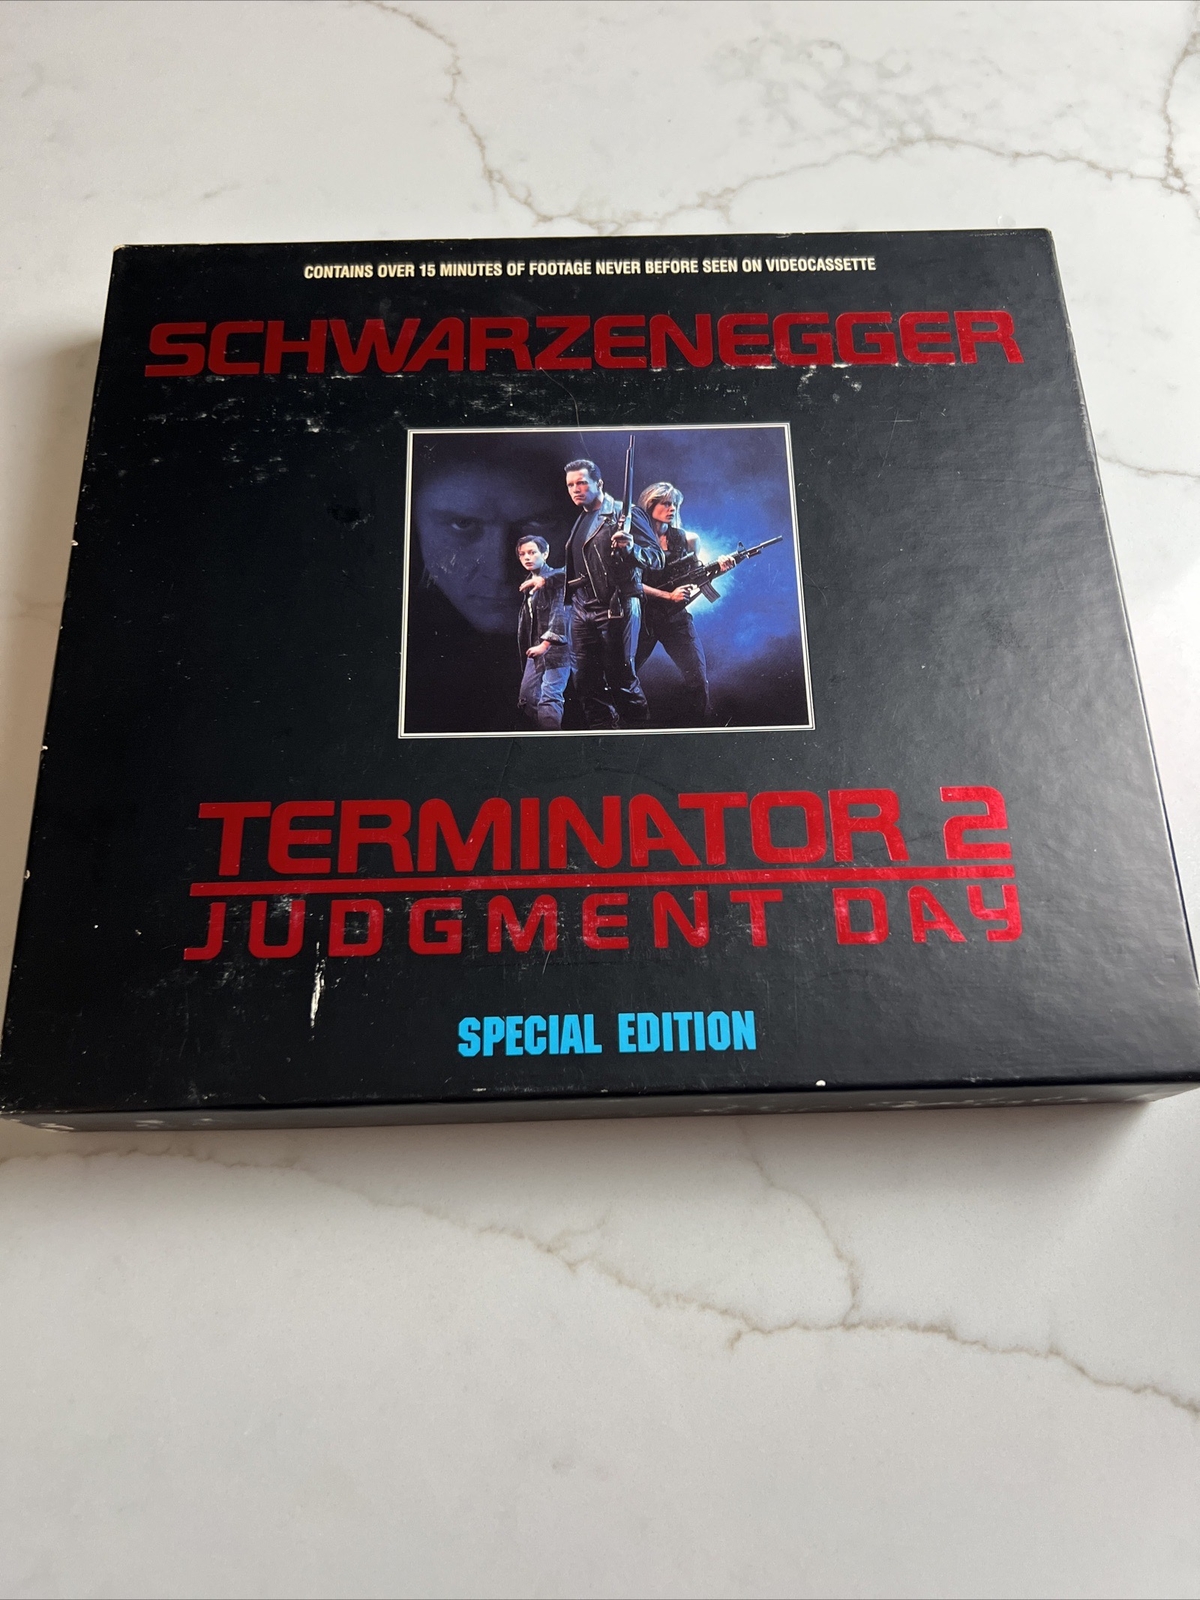 CONTAINS OVER 15 MINUTES OF FOOTAGE NEVER BEFORE SEEN ON VIDEOCASSETTE
SCHWARZENEGGER
TERMINATOR 2
JUDGMENT DAY
SPECIAL EDITION